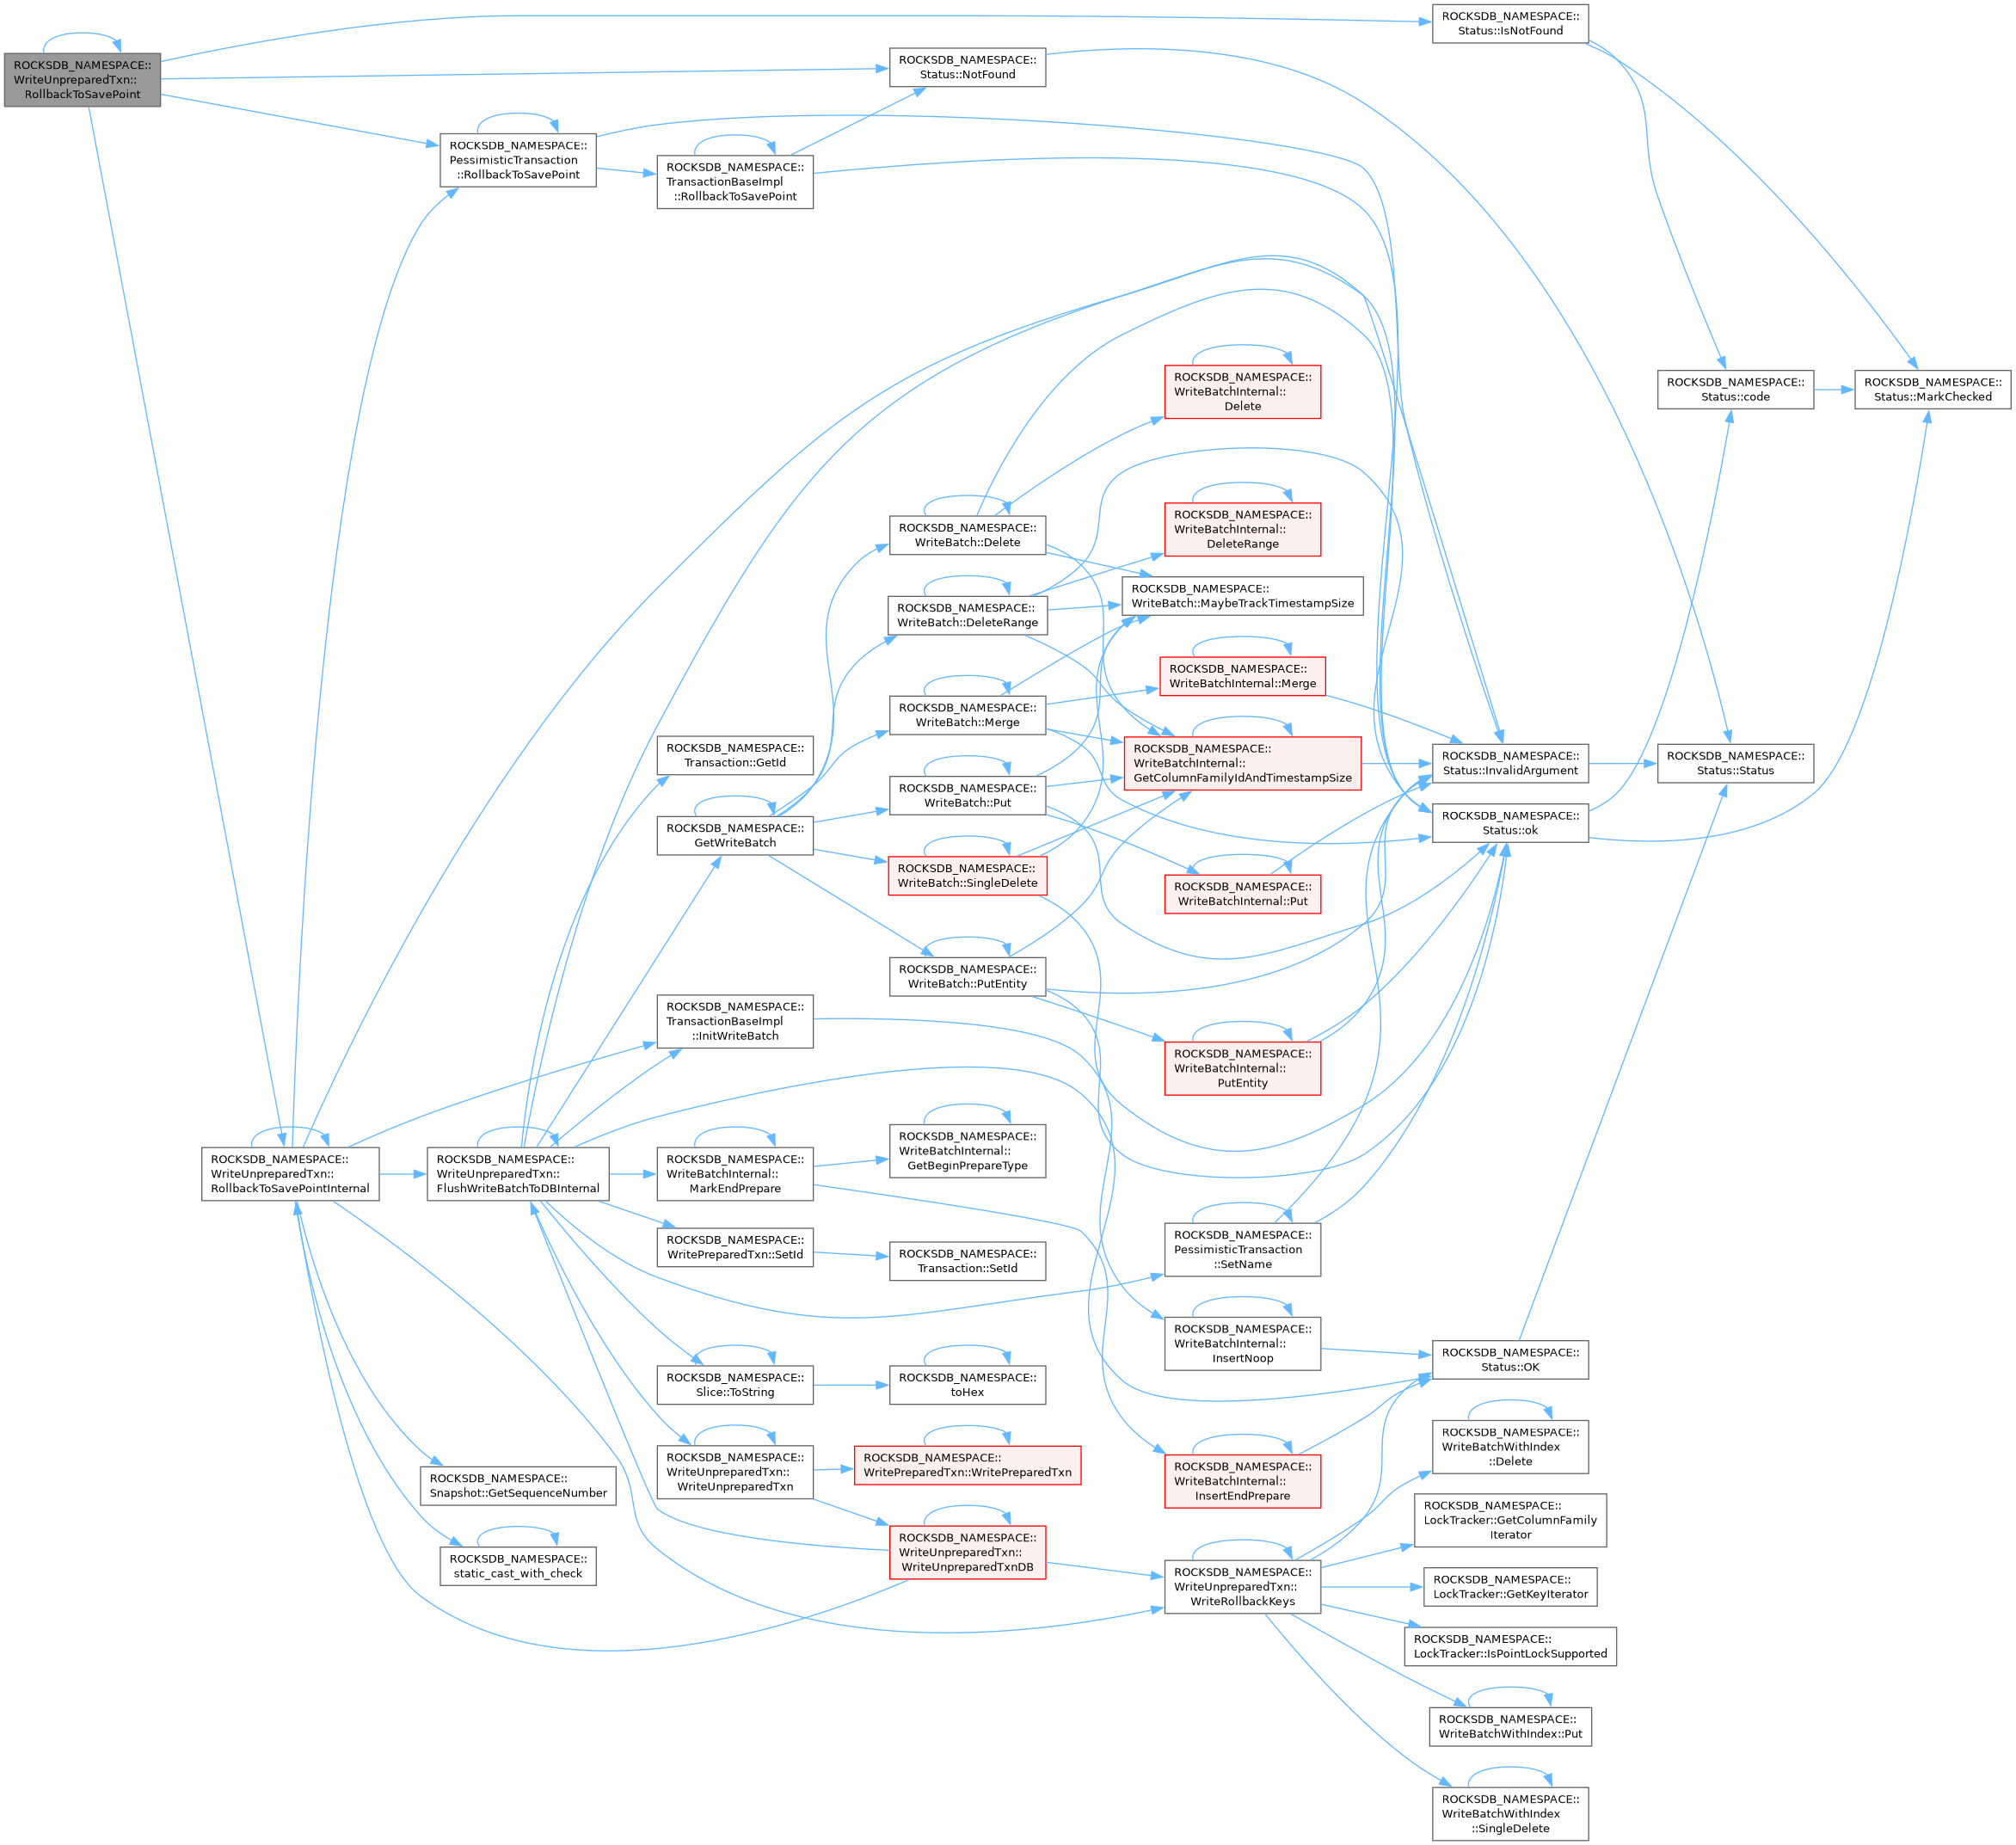 ROCKSDB_NAMESPACE::
WriteUnpreparedTxn::
RollbackToSavePoint
ROCKSDB_NAMESPACE::
Status::IsNotFound
ROCKSDB_NAMESPACE::
Status::NotFound
ROCKSDB_NAMESPACE::
PessimisticTransaction
::RollbackToSavePoint
ROCKSDB_NAMESPACE::
TransactionBaseImpl
::RollbackToSavePoint
ROCKSDB_NAMESPACE::
WriteBatchInternal::
Delete
ROCKSDB_NAMESPACE::
Status::code
ROCKSDB_NAMESPACE::
Status::MarkChecked
ROCKSDB_NAMESPACE::
WriteBatch::Delete
ROCKSDB_NAMESPACE::
WriteBatchInternal::
DeleteRange
ROCKSDB_NAMESPACE::
WriteBatch::DeleteRange
ROCKSDB_NAMESPACE::
WriteBatch::MaybeTrackTimestampSize
ROCKSDB_NAMESPACE::
WriteBatchInternal::Merge
ROCKSDB_NAMESPACE::
WriteBatch::Merge
ROCKSDB_NAMESPACE::
Transaction::GetId
ROCKSDB_NAMESPACE::
WriteBatchInternal::
GetColumnFamilyIdAndTimestampSize
ROCKSDB_NAMESPACE::
Status::InvalidArgument
ROCKSDB_NAMESPACE::
Status::Status
ROCKSDB_NAMESPACE::
WriteBatch::Put
ROCKSDB_NAMESPACE::
GetWriteBatch
ROCKSDB_NAMESPACE::
Status::ok
ROCKSDB_NAMESPACE::
WriteBatch::SingleDelete
ROCKSDB_NAMESPACE::
WriteBatchInternal::Put
ROCKSDB_NAMESPACE::
WriteBatch::PutEntity
ROCKSDB_NAMESPACE::
TransactionBaseImpl
::InitWriteBatch
ROCKSDB_NAMESPACE::
WriteBatchInternal::
PutEntity
ROCKSDB_NAMESPACE::
WriteUnpreparedTxn::
RollbackToSavePointInternal
ROCKSDB_NAMESPACE::
WriteUnpreparedTxn::
FlushWriteBatchToDBInternal
ROCKSDB_NAMESPACE::
WriteBatchInternal::
MarkEndPrepare
ROCKSDB_NAMESPACE::
WriteBatchInternal::
GetBeginPrepareType
ROCKSDB_NAMESPACE::
WritePreparedTxn::SetId
ROCKSDB_NAMESPACE::
Transaction::SetId
ROCKSDB_NAMESPACE::
PessimisticTransaction
::SetName
ROCKSDB_NAMESPACE::
WriteBatchInternal::
InsertNoop
ROCKSDB_NAMESPACE::
Status::OK
ROCKSDB_NAMESPACE::
Slice::ToString
ROCKSDB_NAMESPACE::
toHex
ROCKSDB_NAMESPACE::
WriteBatchWithIndex
::Delete
ROCKSDB_NAMESPACE::
WriteUnpreparedTxn::
WriteUnpreparedTxn
ROCKSDB_NAMESPACE::
WritePreparedTxn::WritePreparedTxn
ROCKSDB_NAMESPACE::
WriteBatchInternal::
InsertEndPrepare
ROCKSDB_NAMESPACE::
Snapshot::GetSequenceNumber
ROCKSDB_NAMESPACE::
LockTracker::GetColumnFamily
Iterator
ROCKSDB_NAMESPACE::
static_cast_with_check
ROCKSDB_NAMESPACE::
WriteUnpreparedTxn::
WriteUnpreparedTxnDB
ROCKSDB_NAMESPACE::
WriteUnpreparedTxn::
WriteRollbackKeys
ROCKSDB_NAMESPACE::
LockTracker::GetKeyIterator
ROCKSDB_NAMESPACE::
LockTracker::IsPointLockSupported
ROCKSDB_NAMESPACE::
WriteBatchWithIndex::Put
ROCKSDB_NAMESPACE::
WriteBatchWithIndex
::SingleDelete